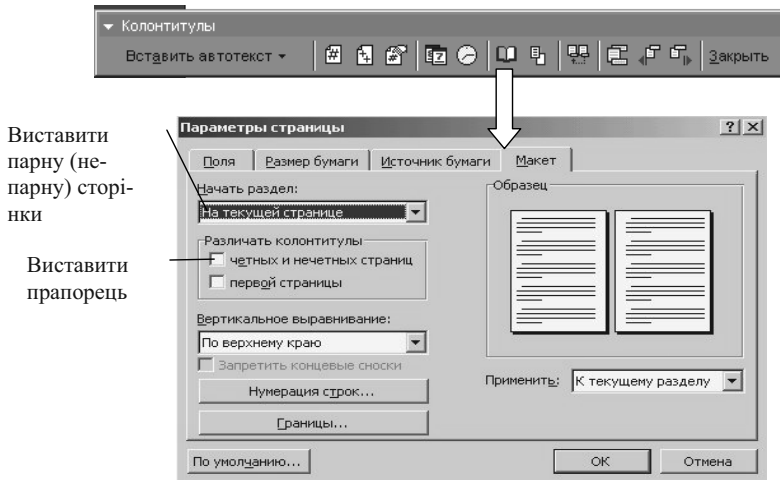 Колонтитулы
Вставить автотекст
Закрыть
Виставити
парну (не-
парну) сторі-
нки
Виставити
прапорець
Параметры страницы
Поля Размер бумаги Источник бумаги Макет
Начать раздел:
На текущей странице
Различать колонтитулы
четных и нечетных страниц
первой страницы
Вертикальное выравнивание:
По верхнему краю
Запретить концевые сноски
Нумерация строк...
Границы...
Образец
Применить: К текущему разделу
По умолчанию... ОК Отмена